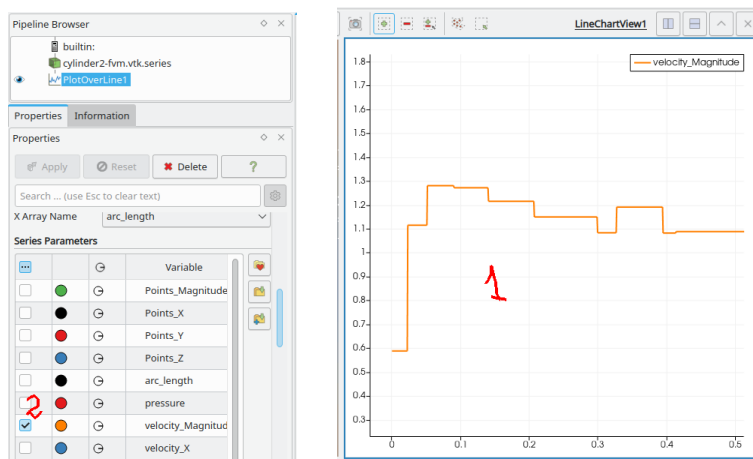 Pipeline Browser
builtin:
cylinder2-fvm.vtk.series
PlotOverLine1
Properties Information
Properties
Apply Reset Delete ?
Search ... (use Esc to clear text)
X Array Name arc_length
Series Parameters
Variable
Points_Magnitude
Points_X
Points_Y
Points_Z
arc_length
pressure
2
velocity_Magnitud
velocity_X
LineChartView1
velocity_Magnitude
1.8
1.7
1.6
1.5
1.4
1.3
1.2
1.1
1
0.9
0.8
0.7
0.6
0.5
0.4
0.3
1
0 0.1 0.2 0.3 0.4 0.5